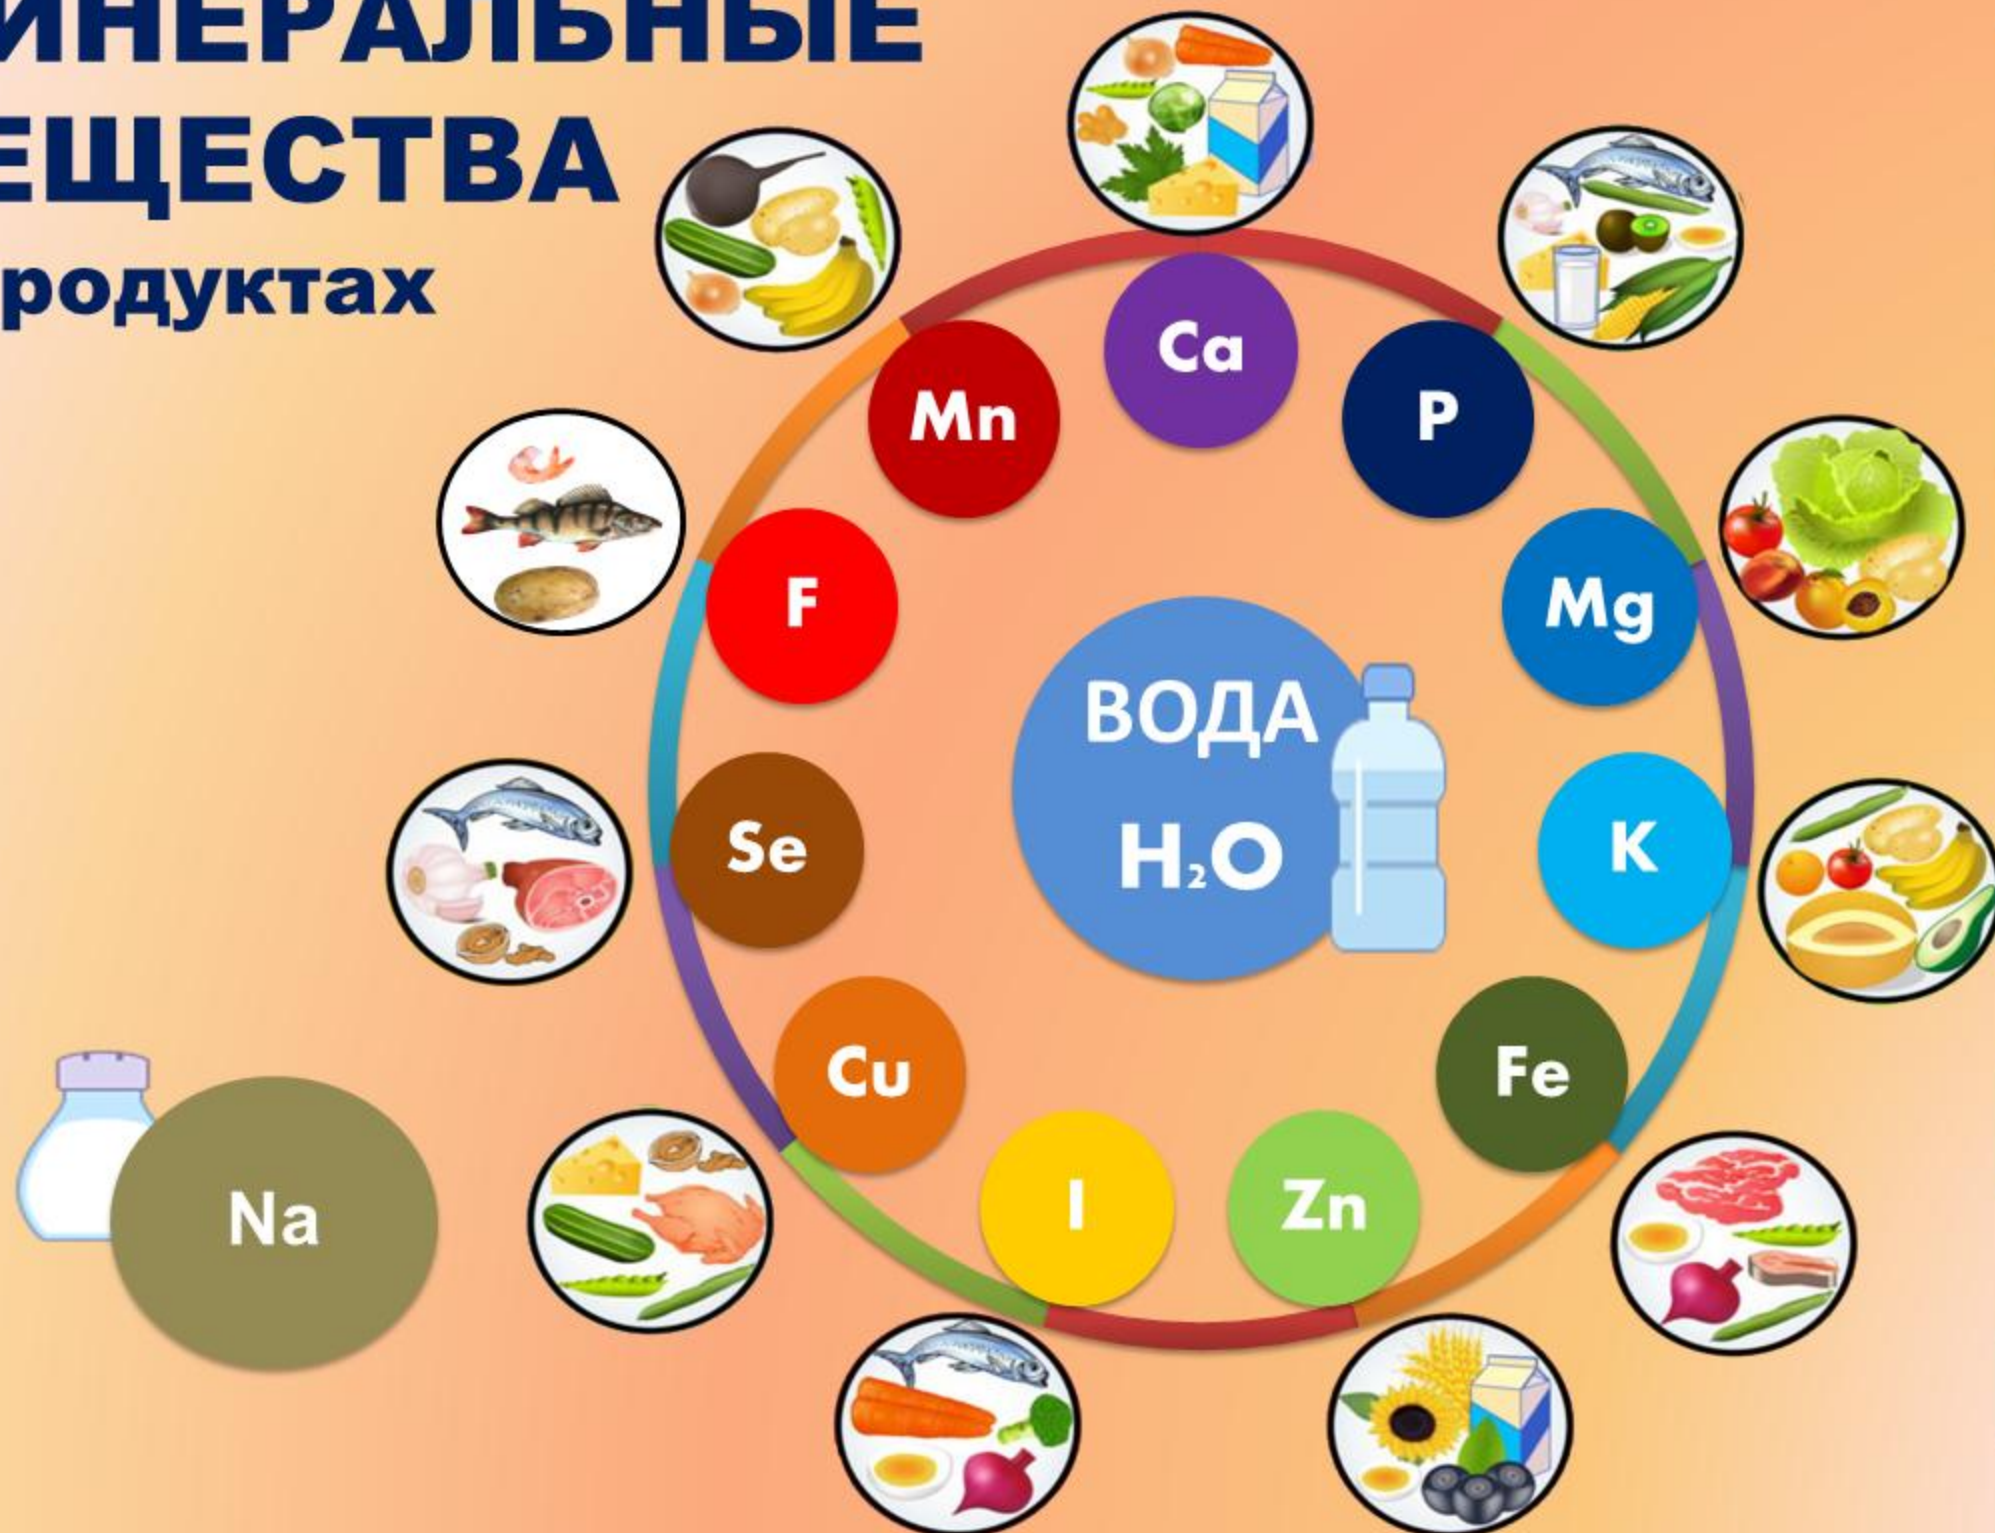 ИНЕРАЛЬНЫЕ
ЕЩЕСТВА
родуктах
Ca
Mn
P
F
Mg
ВОДА
H₂O
Se
K
Cu
Fe
I
Zn
Na